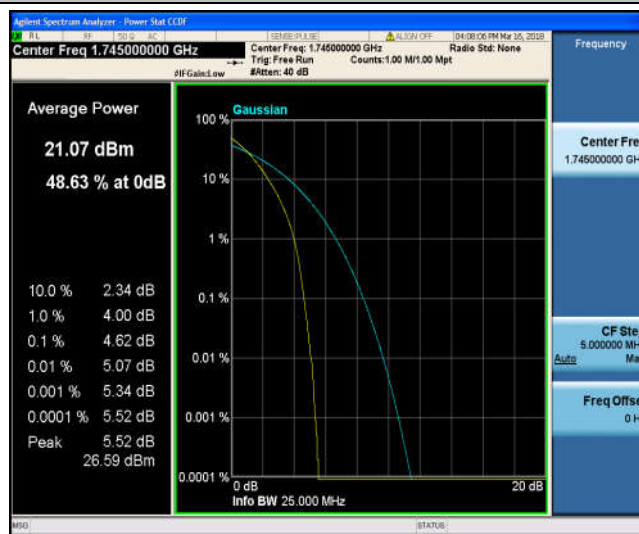 Agilent Spectrum Analyzer - Power Stat CCDF
RL RF 50 Ω AC SENSE:PULSE ALIGN OFF 04:08:06 PM Mar 16, 2018
Center Freq 1.745000000 GHz
Center Freq: 1.745000000 GHz Radio Std: None
Trig: Free Run Counts:1.00 M/1.00 Mpt
#IFGain:Low #Atten: 40 dB
Frequency
Average Power
21.07 dBm
48.63 % at 0dB
10.0 % 2.34 dB
1.0 % 4.00 dB
0.1 % 4.62 dB
0.01 % 5.07 dB
0.001 % 5.34 dB
0.0001 % 5.52 dB
Peak 5.52 dB
26.59 dBm
Gaussian
100 %
10 %
1 %
0.1 %
0.01 %
0.001 %
0.0001 %
0 dB 20 dB
Info BW 25.000 MHz
Center Fre
1.745000000 GH
CF Ste
5.000000 MH
Auto Ma
Freq Offse
0 H
MSG STATUS